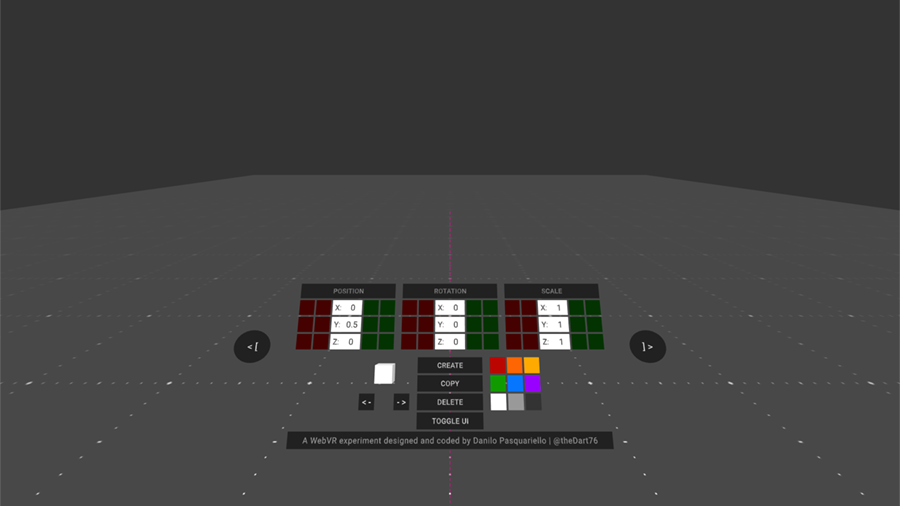 POSITION ROTATION SCALE
X: 0 X: 0 X: 1
Y: 0.5 Y: 0 Y: 1
Z: 0 Z: 0 Z: 1
<[ ]>
CREATE
COPY
<- -> DELETE
TOGGLE UI
A WebVR experiment designed and coded by Danilo Pasquariello | @theDart76